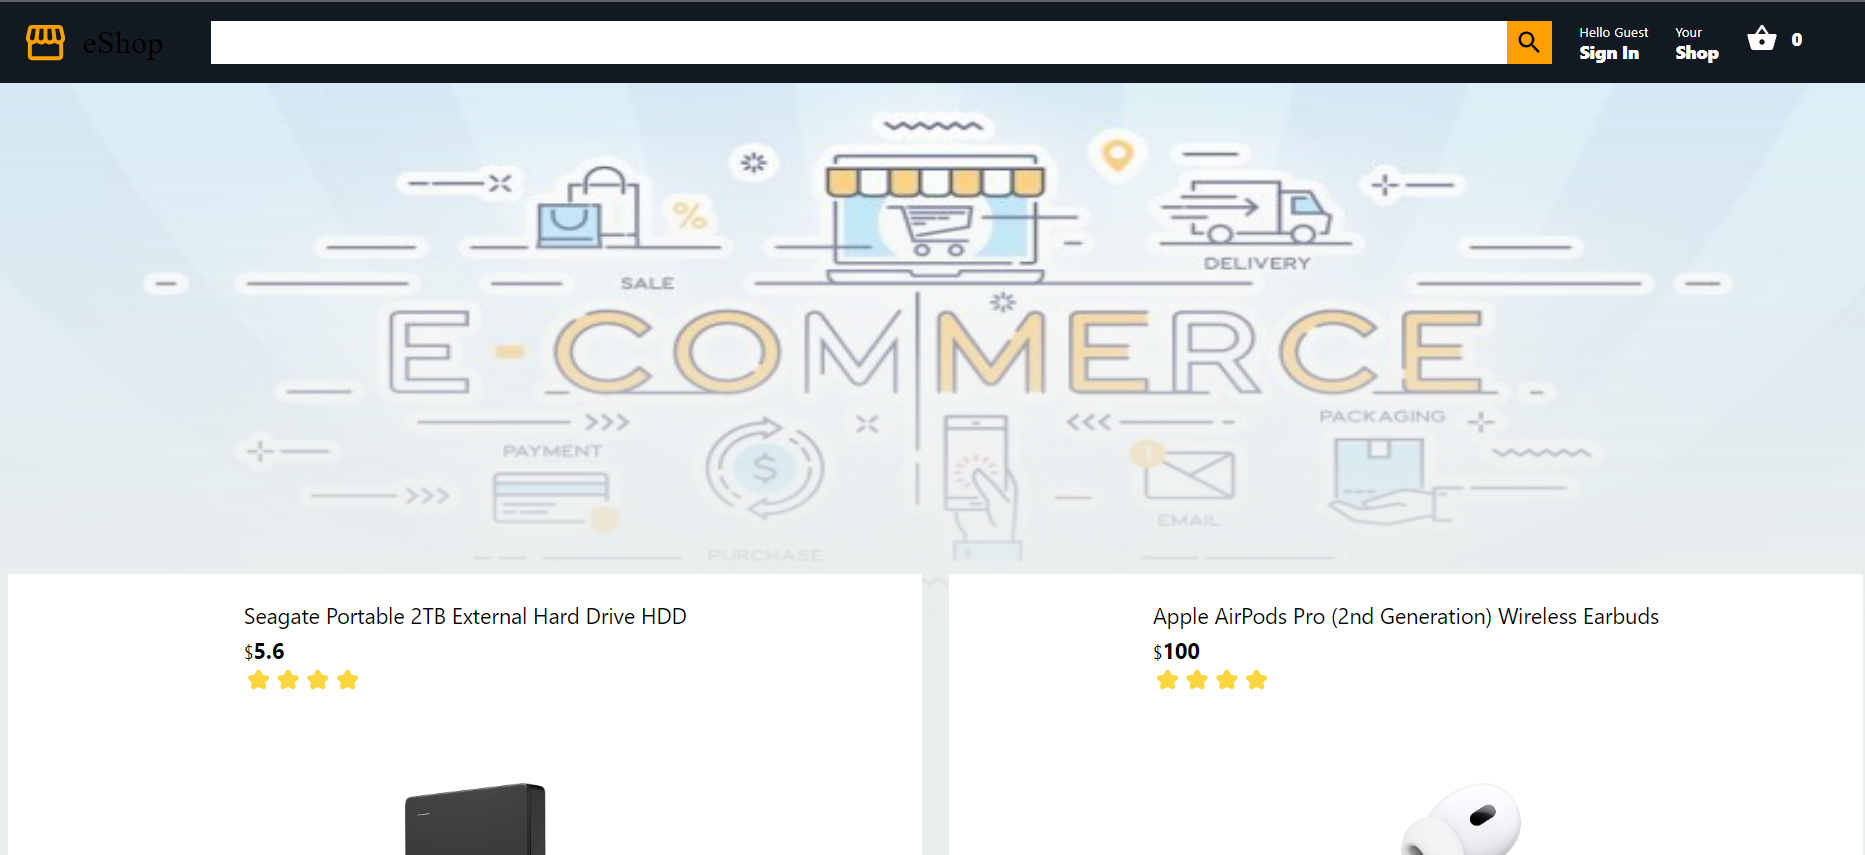 eShop
Hello Guest
Sign In
Your
Shop
0
%
SALE
DELIVERY
E-COMMERCE
PACKAGING
PAYMENT
$
1
EMAIL
PURCHASE
Seagate Portable 2TB External Hard Drive HDD
$5.6
Apple AirPods Pro (2nd Generation) Wireless Earbuds
$100